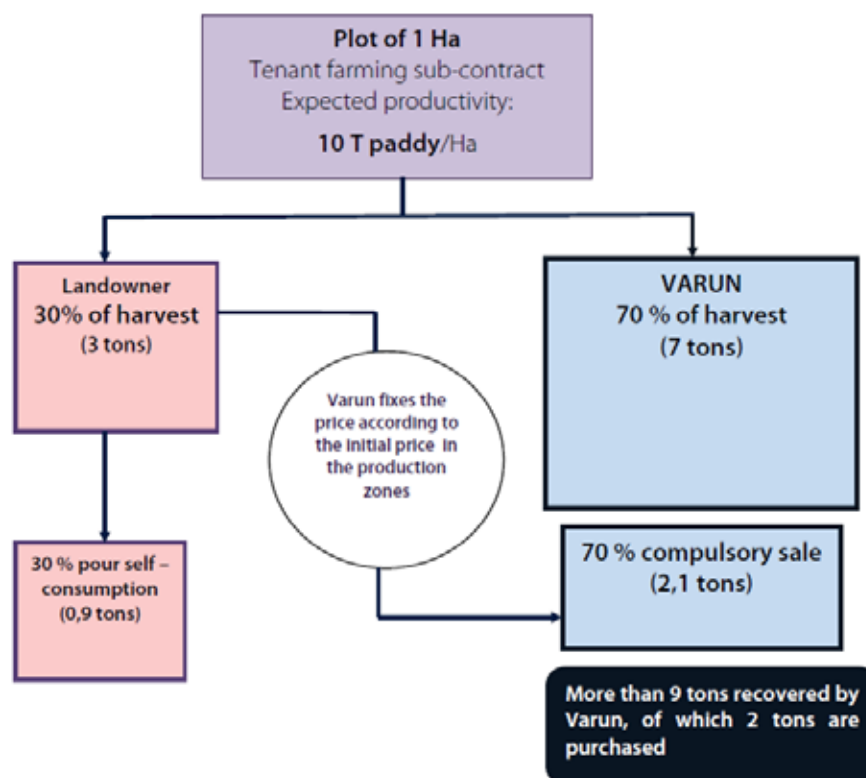 Plot of 1 Ha
Tenant farming sub-contract
Expected productivity:
10 T paddy/Ha
Landowner
30% of harvest
(3 tons)
VARUN
70 % of harvest
(7 tons)
Varun fixes the
price according to
the initial price in
the production
zones
30 % pour self –
consumption
(0,9 tons)
70 % compulsory sale
(2,1 tons)
More than 9 tons recovered by
Varun, of which 2 tons are
purchased